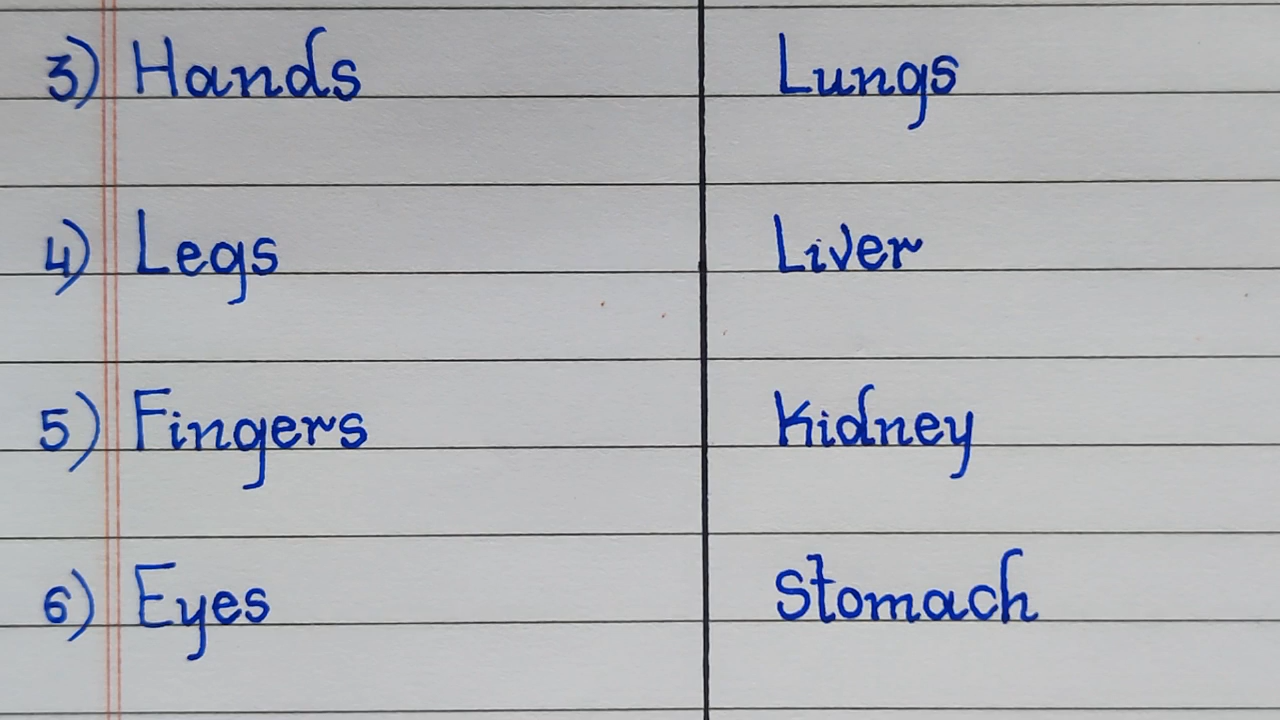 3) Hands Lungs
4) Legs Liver
5) Fingers Kidney
6) Eyes Stomach